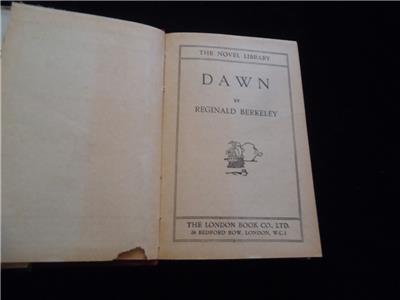 THE NOVEL LIBRARY
DAWN
BY
REGINALD BERKELEY
THE LONDON BOOK CO., LTD.
26 BEDFORD ROW, LONDON, W.C.1